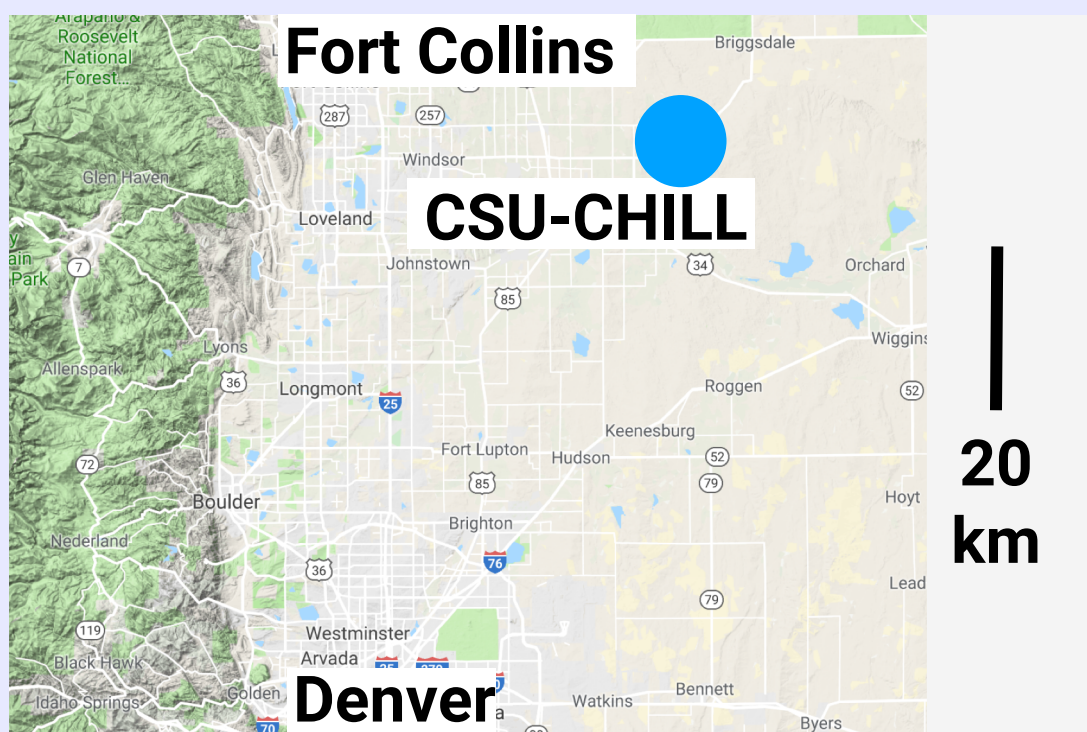 Arapaho &
Roosevelt
National
Forest...
Fort Collins
Briggsdale
287
257
Windsor
Glen Haven
Loveland
CSU-CHILL
7
Park
Johnstown
34
Orchard
85
Wiggins
Lyons
Allenspark
36
Longmont
25
Roggen
52
Keenesburg
20
km
72
Fort Lupton
Hudson
52
85
79
Boulder
Hoyt
Brighton
Nederland
36
76
Lead
79
119
Westminster
Arvada
Black Hawk
25
270
Idaho Springs
Golden
Denver
Watkins
Bennett
70
Byers